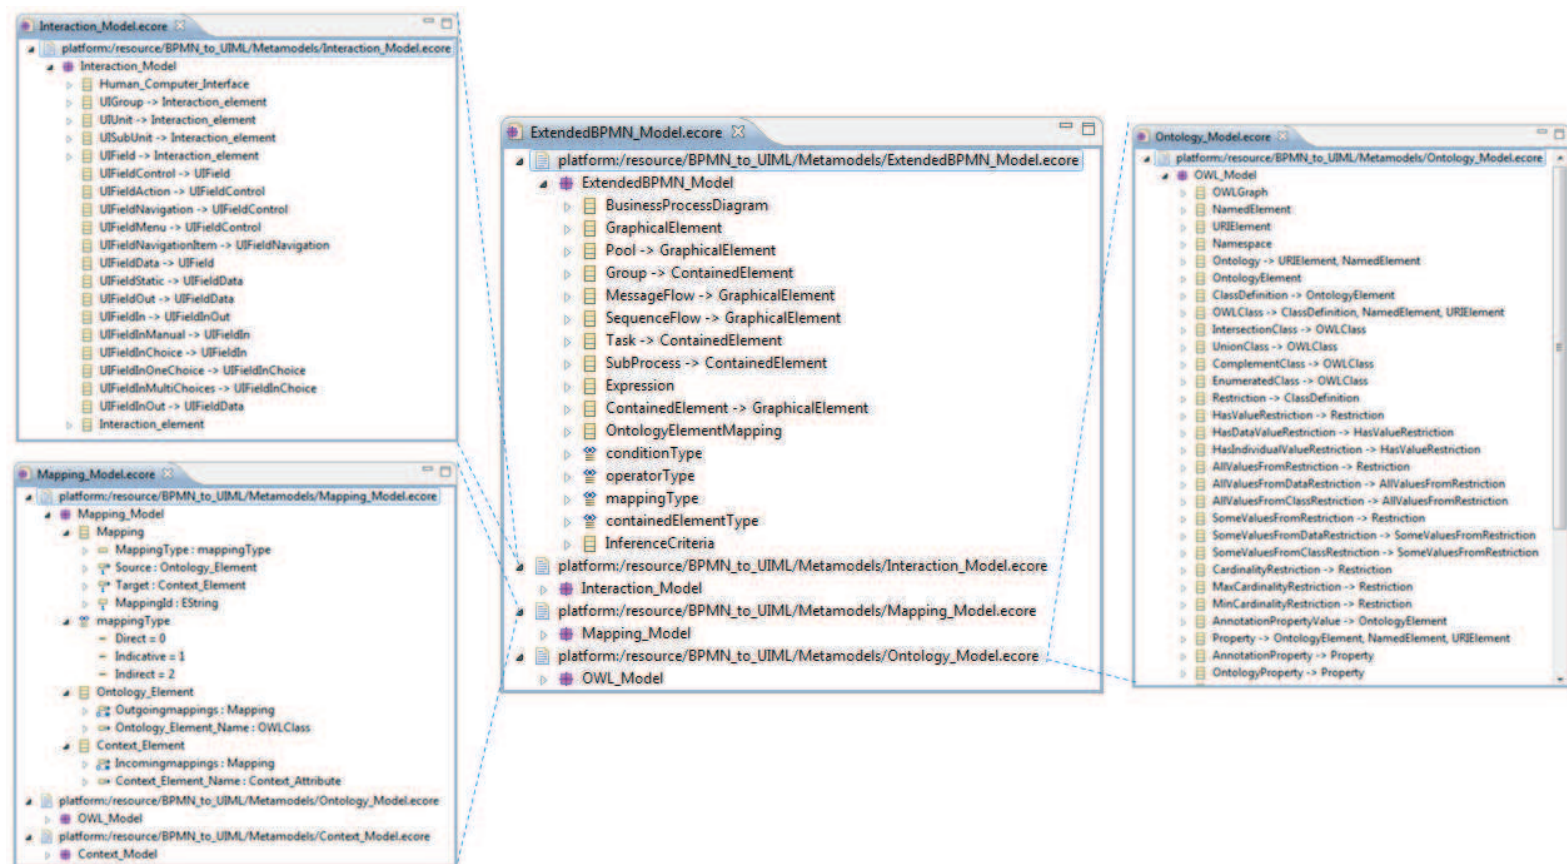 Interaction_Model.ecore
platform:/resource/BPMN_to_UIML/Metamodels/Interaction_Model.ecore
Interaction_Model
Human_Computer_Interface
UIGroup -> Interaction_element
UIUnit -> Interaction_element
UISubUnit -> Interaction_element
UIField -> Interaction_element
UIFieldControl -> UIField
UIFieldAction -> UIFieldControl
UIFieldNavigation -> UIFieldControl
UIFieldMenu -> UIFieldControl
UIFieldNavigationItem -> UIFieldNavigation
UIFieldData -> UIField
UIFieldStatic -> UIFieldData
UIFieldOut -> UIFieldData
UIFieldIn -> UIFieldInOut
UIFieldInManual -> UIFieldIn
UIFieldInChoice -> UIFieldIn
UIFieldInOneChoice -> UIFieldInChoice
UIFieldInMultiChoices -> UIFieldInChoice
UIFieldInOut -> UIFieldData
Interaction_element
Mapping_Model.ecore
platform:/resource/BPMN_to_UIML/Metamodels/Mapping_Model.ecore
Mapping_Model
Mapping
MappingType : mappingType
Source : Ontology_Element
Target : Context_Element
MappingId : EString
mappingType
Direct = 0
Indicative = 1
Indirect = 2
Ontology_Element
Outgoingmappings : Mapping
Ontology_Element_Name : OWLClass
Context_Element
Incomingmappings : Mapping
Context_Element_Name : Context_Attribute
platform:/resource/BPMN_to_UIML/Metamodels/Ontology_Model.ecore
OWL_Model
platform:/resource/BPMN_to_UIML/Metamodels/Context_Model.ecore
Context_Model
ExtendedBPMN_Model.ecore
platform:/resource/BPMN_to_UIML/Metamodels/ExtendedBPMN_Model.ecore
ExtendedBPMN_Model
BusinessProcessDiagram
GraphicalElement
Pool -> GraphicalElement
Group -> ContainedElement
MessageFlow -> GraphicalElement
SequenceFlow -> GraphicalElement
Task -> ContainedElement
SubProcess -> ContainedElement
Expression
ContainedElement -> GraphicalElement
OntologyElementMapping
conditionType
operatorType
mappingType
containedElementType
InferenceCriteria
platform:/resource/BPMN_to_UIML/Metamodels/Interaction_Model.ecore
Interaction_Model
platform:/resource/BPMN_to_UIML/Metamodels/Mapping_Model.ecore
Mapping_Model
platform:/resource/BPMN_to_UIML/Metamodels/Ontology_Model.ecore
OWL_Model
Ontology_Model.ecore
platform:/resource/BPMN_to_UIML/Metamodels/Ontology_Model.ecore
OWL_Model
OWLGraph
NamedElement
URIElement
Namespace
Ontology -> URIElement, NamedElement
OntologyElement
ClassDefinition -> OntologyElement
OWLClass -> ClassDefinition, NamedElement, URIElement
IntersectionClass -> OWLClass
UnionClass -> OWLClass
ComplementClass -> OWLClass
EnumeratedClass -> OWLClass
Restriction -> ClassDefinition
HasValueRestriction -> Restriction
HasDataValueRestriction -> HasValueRestriction
HasIndividualValueRestriction -> HasValueRestriction
AllValuesFromRestriction -> Restriction
AllValuesFromDataRestriction -> AllValuesFromRestriction
AllValuesFromClassRestriction -> AllValuesFromRestriction
SomeValuesFromRestriction -> Restriction
SomeValuesFromDataRestriction -> SomeValuesFromRestriction
SomeValuesFromClassRestriction -> SomeValuesFromRestriction
CardinalityRestriction -> Restriction
MaxCardinalityRestriction -> Restriction
MinCardinalityRestriction -> Restriction
AnnotationPropertyValue -> OntologyElement
Property -> OntologyElement, NamedElement, URIElement
AnnotationProperty -> Property
OntologyProperty -> Property